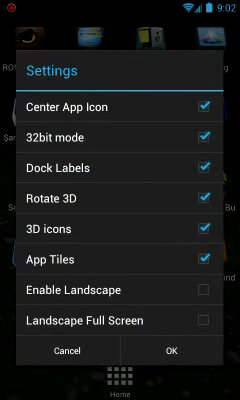 9:02
Settings
Center App Icon
32bit mode
Dock Labels
Rotate 3D
3D icons
App Tiles
Enable Landscape
Landscape Full Screen
Cancel
OK
Home